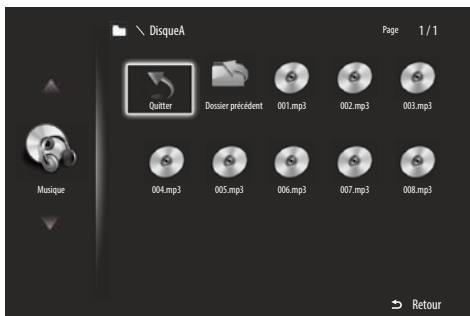 \ DisqueA Page 1 / 1
Quitter Dossier précédent 001.mp3 002.mp3 003.mp3
Musique 004.mp3 005.mp3 006.mp3 007.mp3 008.mp3
Retour